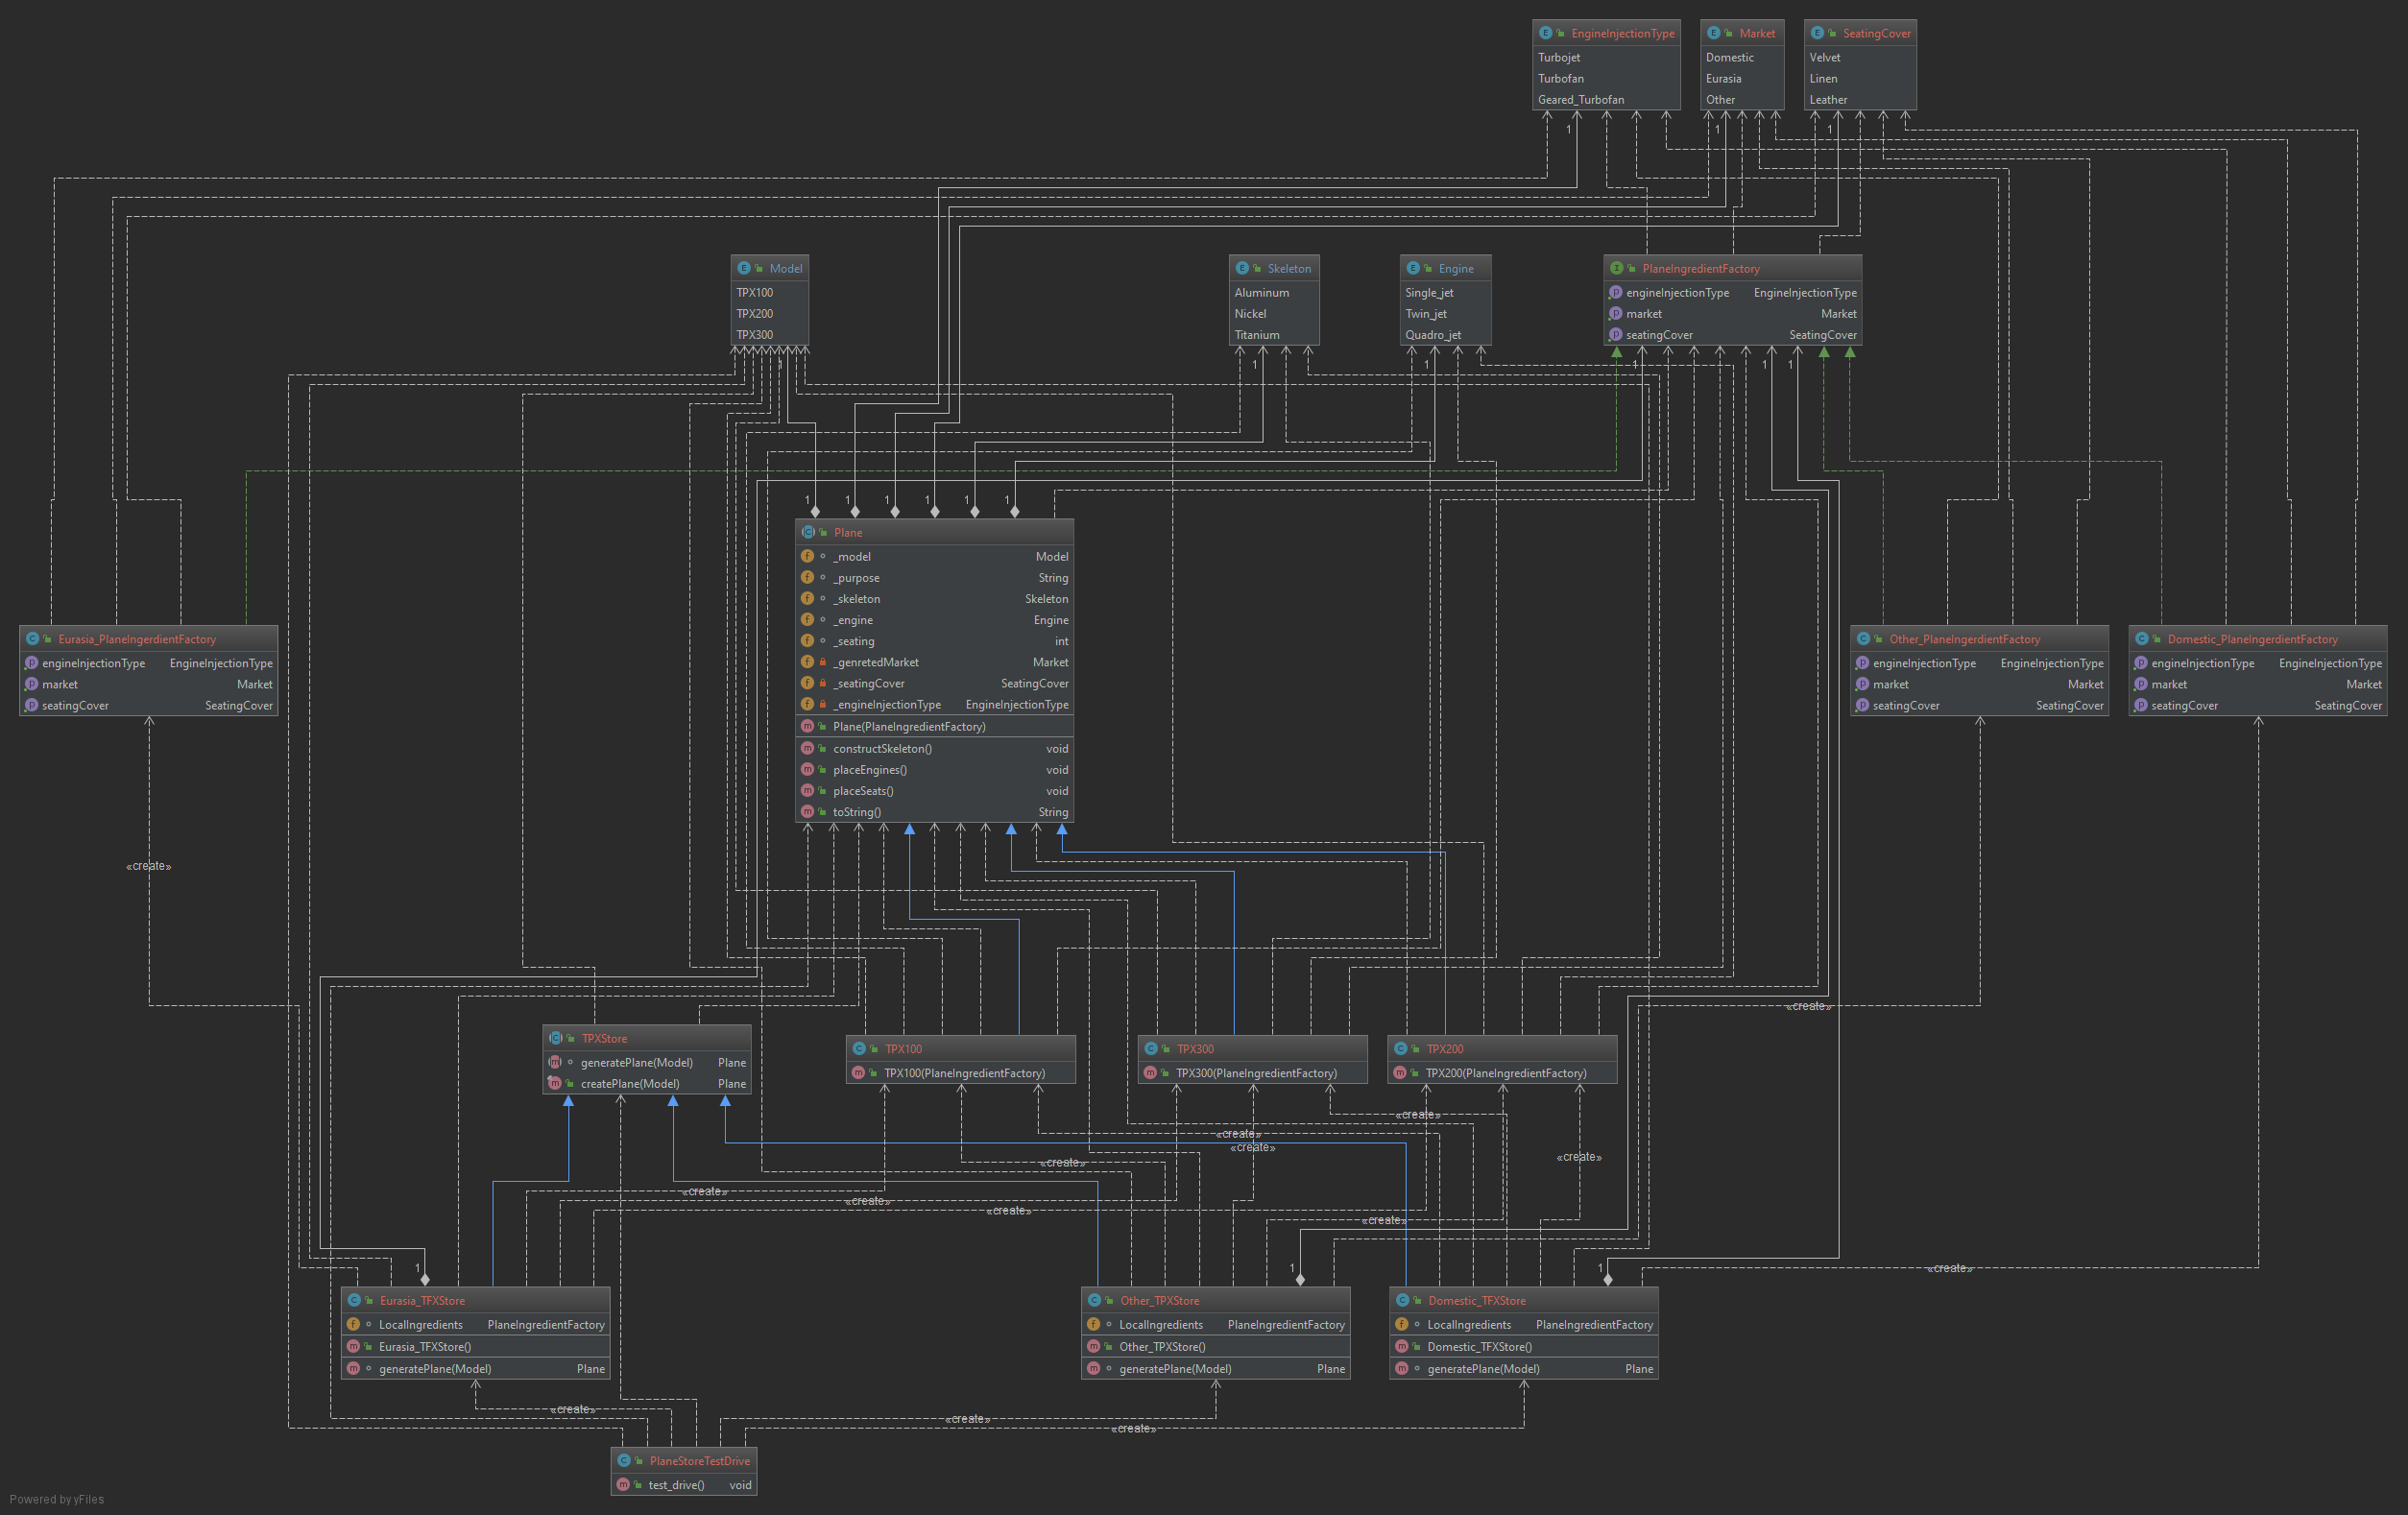 EngineInjectionType
Turbojet
Turbofan
Geared_Turbofan
Market
Domestic
Eurasia
Other
SeatingCover
Velvet
Linen
Leather
1
1
1
Model
TPX100
TPX200
TPX300
Skeleton
Aluminum
Nickel
Titanium
Engine
Single_jet
Twin_jet
Quadro_jet
PlaneIngredientFactory
engineInjectionType EngineInjectionType
market Market
seatingCover SeatingCover
1
1
1
1
1
1
1
1
1
1
1
1
Plane
_model Model
_purpose String
_skeleton Skeleton
_engine Engine
_seating int
_genretedMarket Market
_seatingCover SeatingCover
_engineInjectionType EngineInjectionType
Plane(PlaneIngredientFactory)
constructSkeleton() void
placeEngines() void
placeSeats() void
toString() String
Eurasia_PlaneIngerdientFactory
engineInjectionType EngineInjectionType
market Market
seatingCover SeatingCover
Other_PlaneIngerdientFactory
engineInjectionType EngineInjectionType
market Market
seatingCover SeatingCover
Domestic_PlaneIngerdientFactory
engineInjectionType EngineInjectionType
market Market
seatingCover SeatingCover
«create»
«create»
TPXStore
generatePlane(Model) Plane
createPlane(Model) Plane
TPX100
TPX100(PlaneIngredientFactory)
TPX300
TPX300(PlaneIngredientFactory)
TPX200
TPX200(PlaneIngredientFactory)
«create»
«create»
«create»
«create»
«create»
«create»
«create»
«create»
«create»
«create»
1
1
1
Eurasia_TFXStore
LocalIngredients PlaneIngredientFactory
Eurasia_TFXStore()
generatePlane(Model) Plane
Other_TPXStore
LocalIngredients PlaneIngredientFactory
Other_TPXStore()
generatePlane(Model) Plane
Domestic_TFXStore
LocalIngredients PlaneIngredientFactory
Domestic_TFXStore()
generatePlane(Model) Plane
«create»
«create»
«create»
PlaneStoreTestDrive
test_drive() void
Powered by yFiles